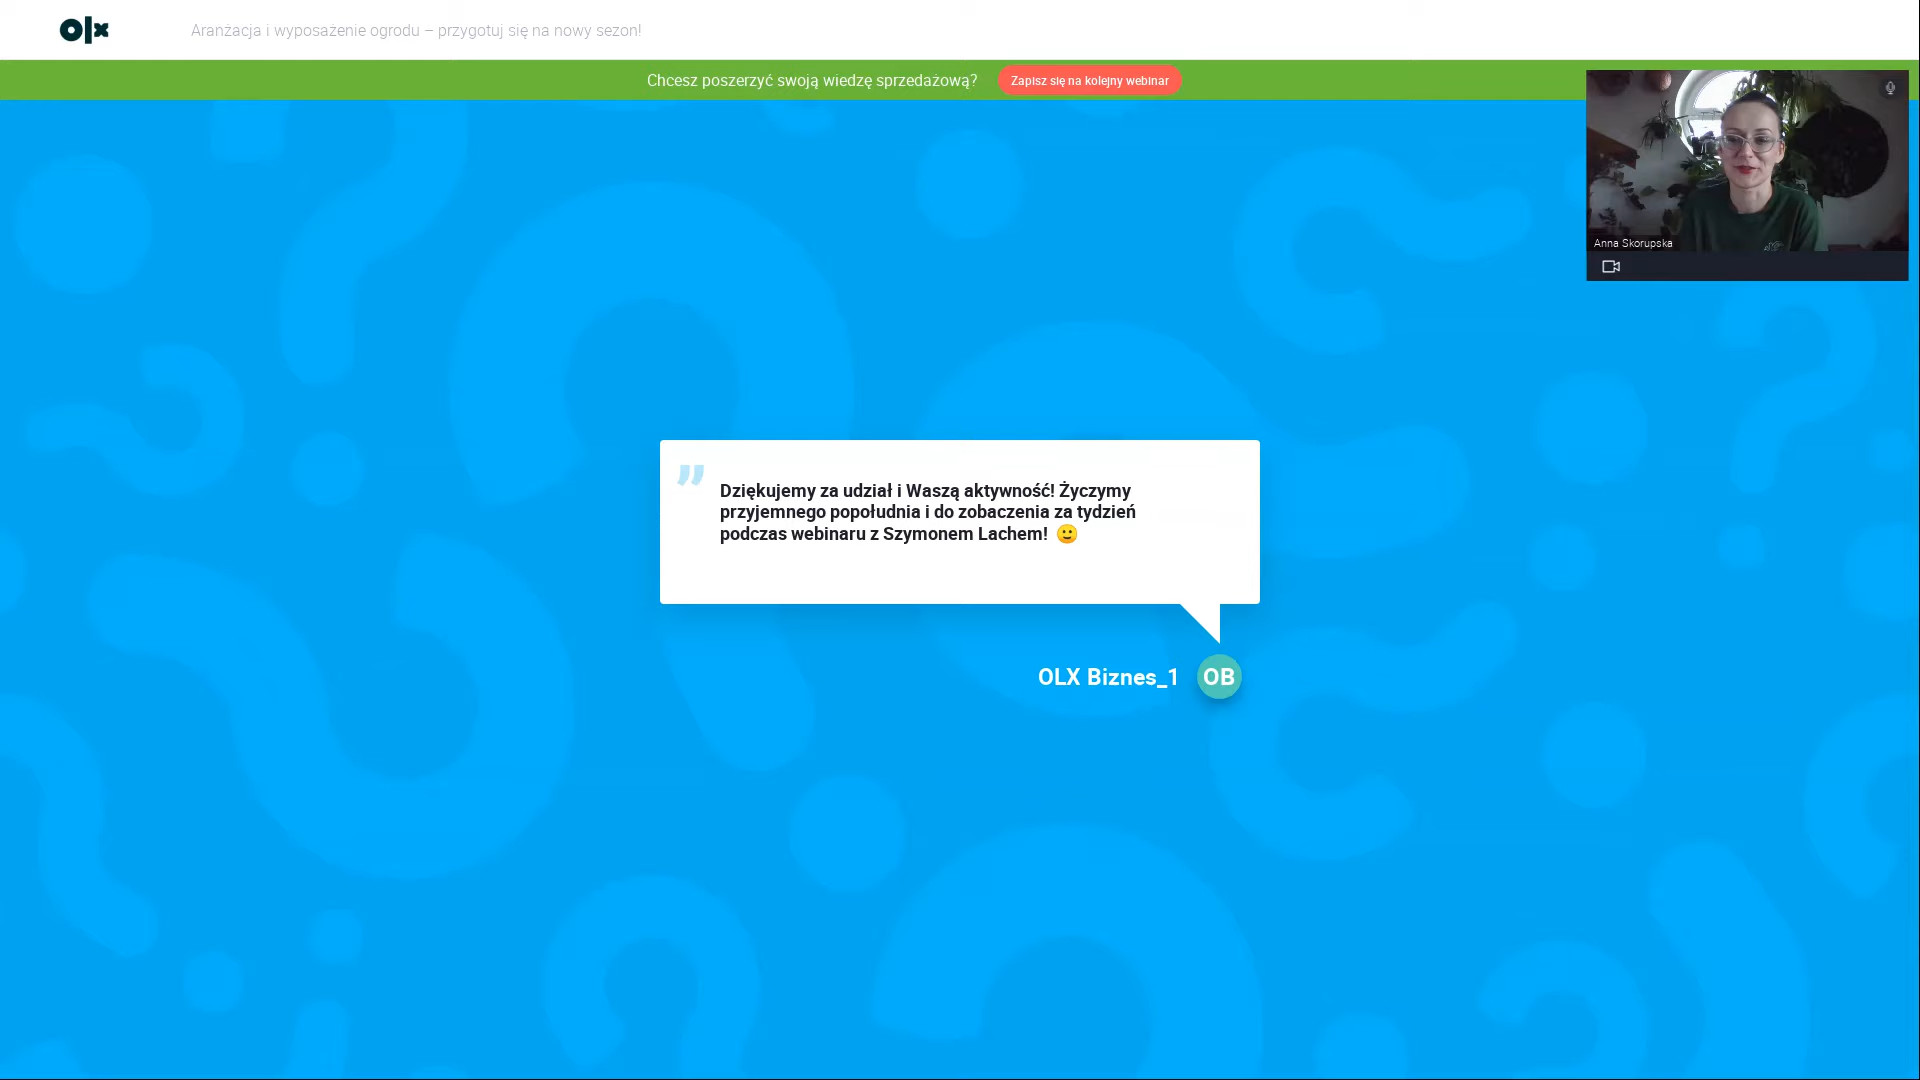 olx
Aranżacja i wyposażenie ogrodu – przygotuj się na nowy sezon!
Chcesz poszerzyć swoją wiedzę sprzedażową?
Zapisz się na kolejny webinar
Anna Skorupska
Dziękujemy za udział i Waszą aktywność! Życzymy
przyjemnego popołudnia i do zobaczenia za tydzień
podczas webinaru z Szymonem Lachem! 🙂
OLX Biznes_1
OB